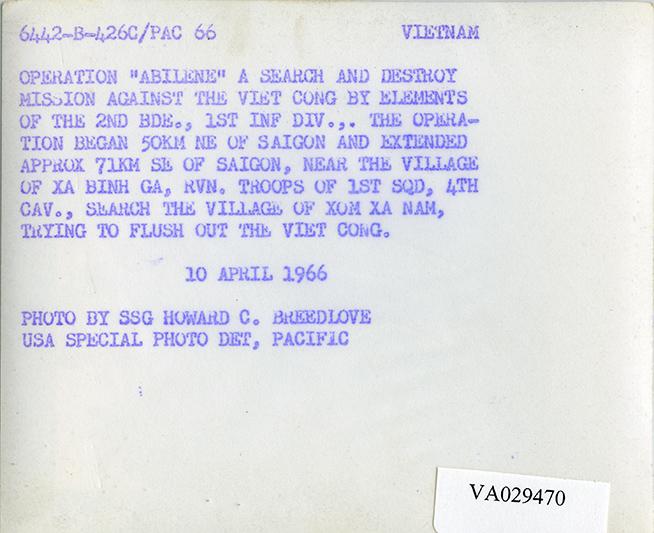 6442-B-426C/PAC 66 VIETNAM
OPERATION "ABILENE" A SEARCH AND DESTROY
MISSION AGAINST THE VIET CONG BY ELEMENTS
OF THE 2ND BDE., 1ST INF DIV.,. THE OPERA-
TION BEGAN 50KM NE OF SAIGON AND EXTENDED
APPROX 71KM SE OF SAIGON, NEAR THE VILLAGE
OF XA BINH GA, RVN. TROOPS OF 1ST SQD, 4TH
CAV., SEARCH THE VILLAGE OF XOM XA NAM,
TRYING TO FLUSH OUT THE VIET CONG.
10 APRIL 1966
PHOTO BY SSG HOWARD C. BREEDLOVE
USA SPECIAL PHOTO DET, PACIFIC
VA029470